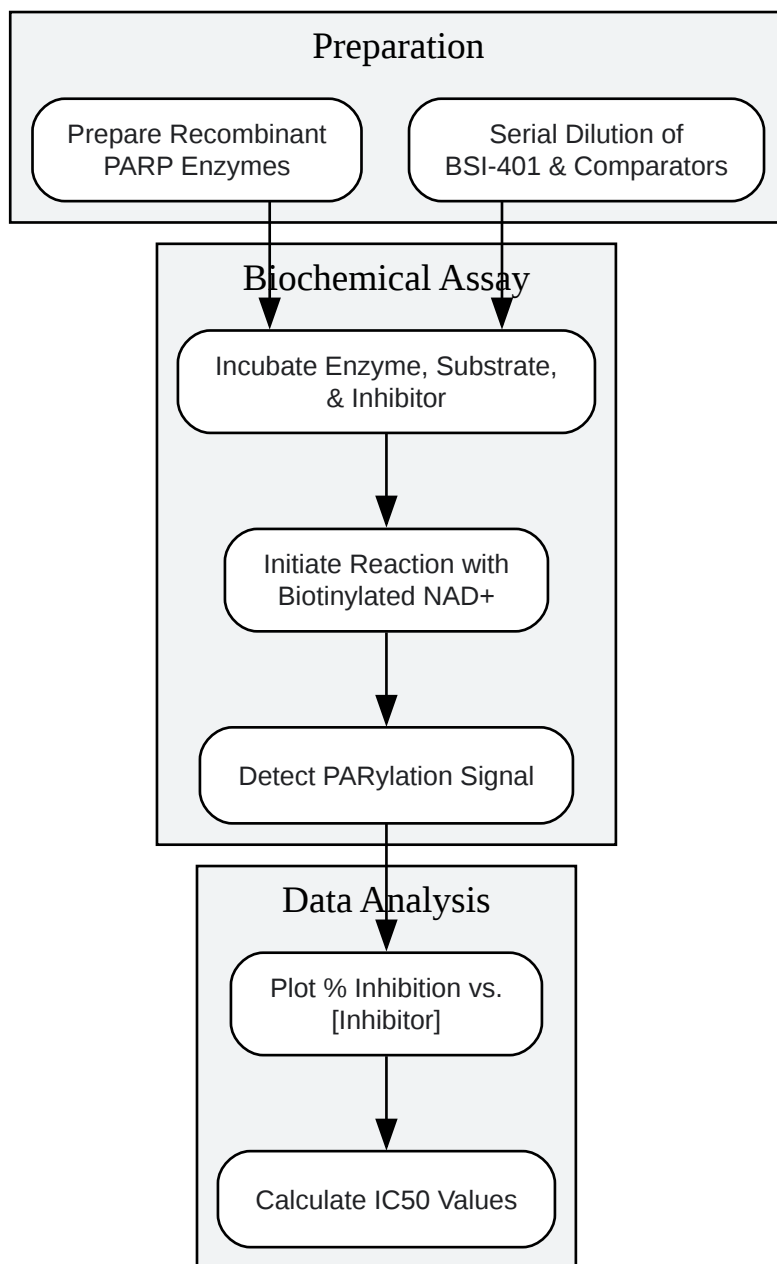 Preparation
Prepare Recombinant
PARP Enzymes
Serial Dilution of
BSI-401 & Comparators
Biochemical Assay
Incubate Enzyme, Substrate,
& Inhibitor
Initiate Reaction with
Biotinylated NAD+
Detect PARylation Signal
Data Analysis
Plot % Inhibition vs.
[Inhibitor]
Calculate IC50 Values